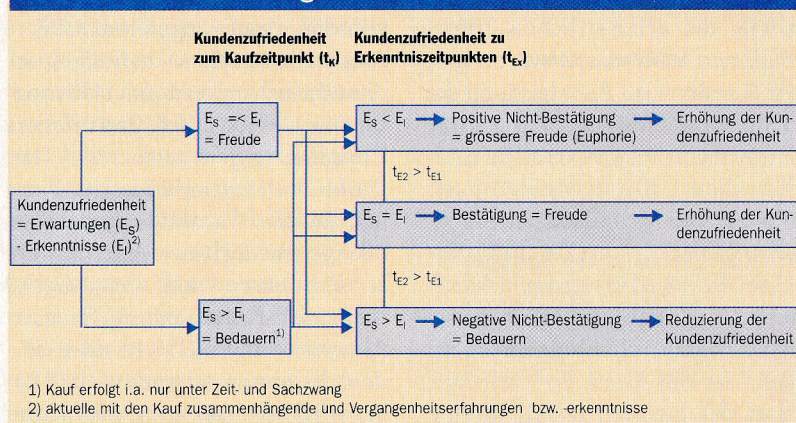 Kundenzufriedenheit
zum Kaufzeitpunkt (tK)
Kundenzufriedenheit zu
Erkenntniszeitpunkten (tEx)
ES =< EI
= Freude
ES < EI
Positive Nicht-Bestätigung
= grössere Freude (Euphorie)
Erhöhung der Kun-
denzufriedenheit
tE2 > tE1
Kundenzufriedenheit
= Erwartungen (ES)
- Erkenntnisse (EI)2)
ES = EI
Bestätigung = Freude
Erhöhung der Kun-
denzufriedenheit
tE2 > tE1
ES > EI
= Bedauern1)
ES > EI
Negative Nicht-Bestätigung
= Bedauern
Reduzierung der
Kundenzufriedenheit
1) Kauf erfolgt i.a. nur unter Zeit- und Sachzwang
2) aktuelle mit den Kauf zusammenhängende und Vergangenheitserfahrungen bzw. -erkenntnisse